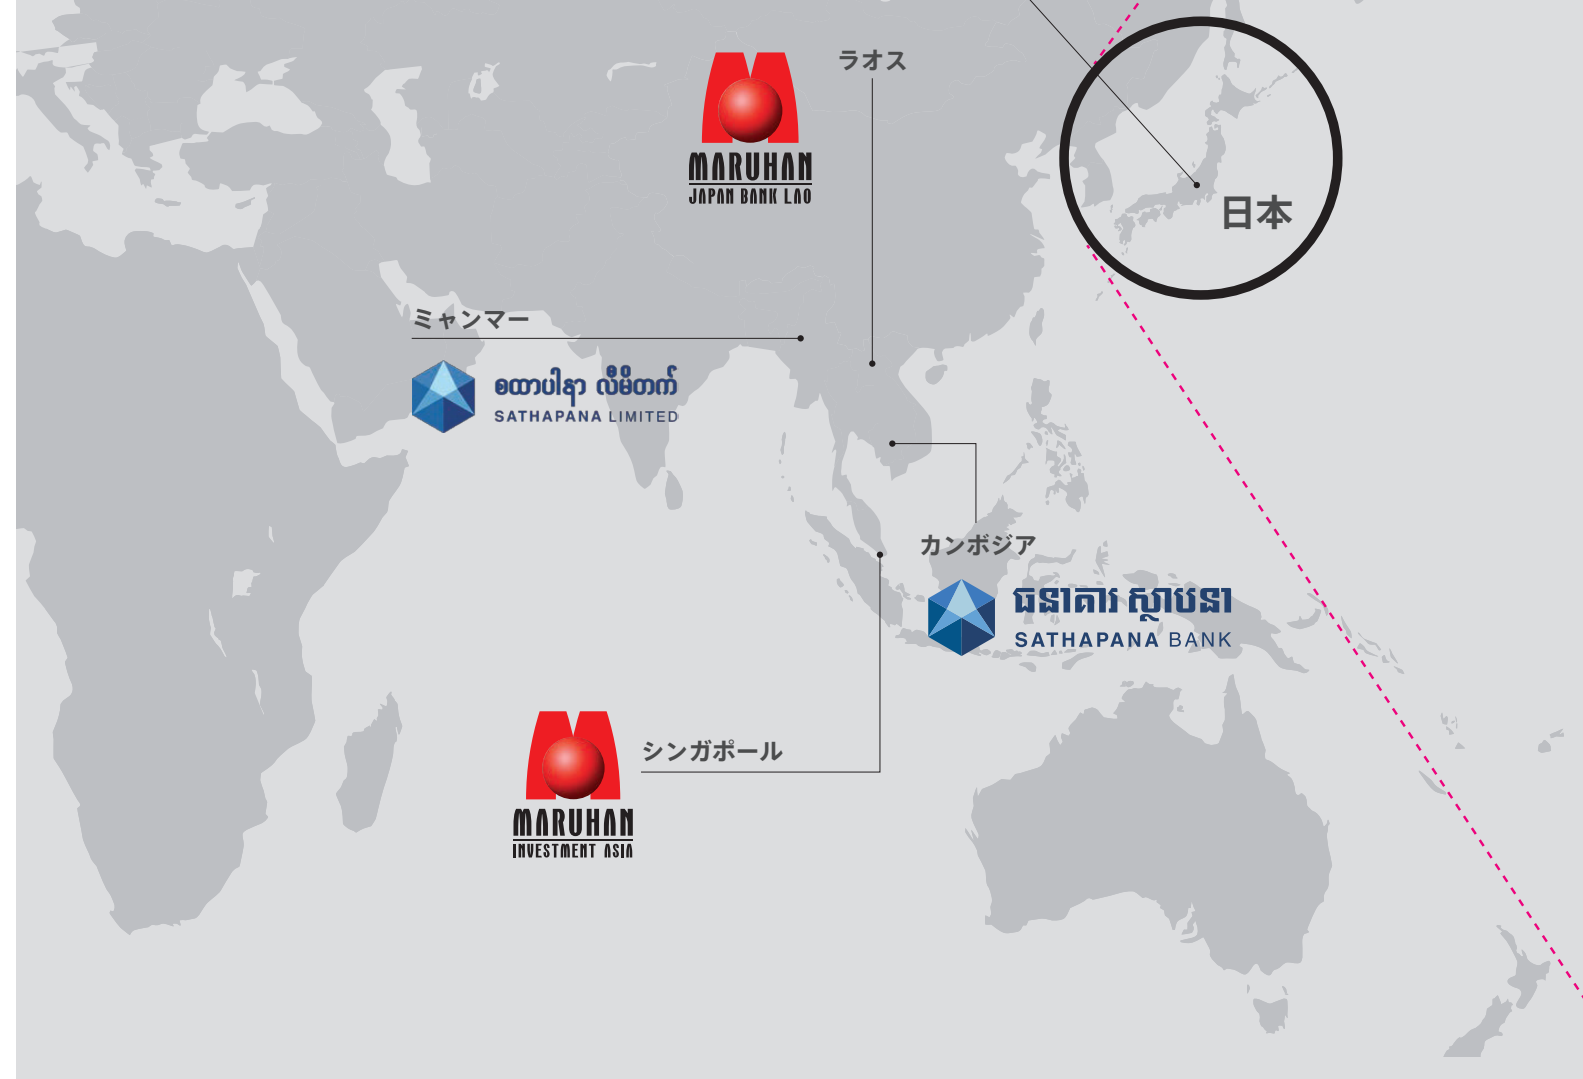 ラオス
MARUHAN
JAPAN BANK LAO
日本
ミャンマー
စထာပါနာ လီမိတက်
SATHAPANA LIMITED
カンボジア
ធនាគារ ស្ថាបនា
SATHAPANA BANK
シンガポール
MARUHAN
INVESTMENT ASIA